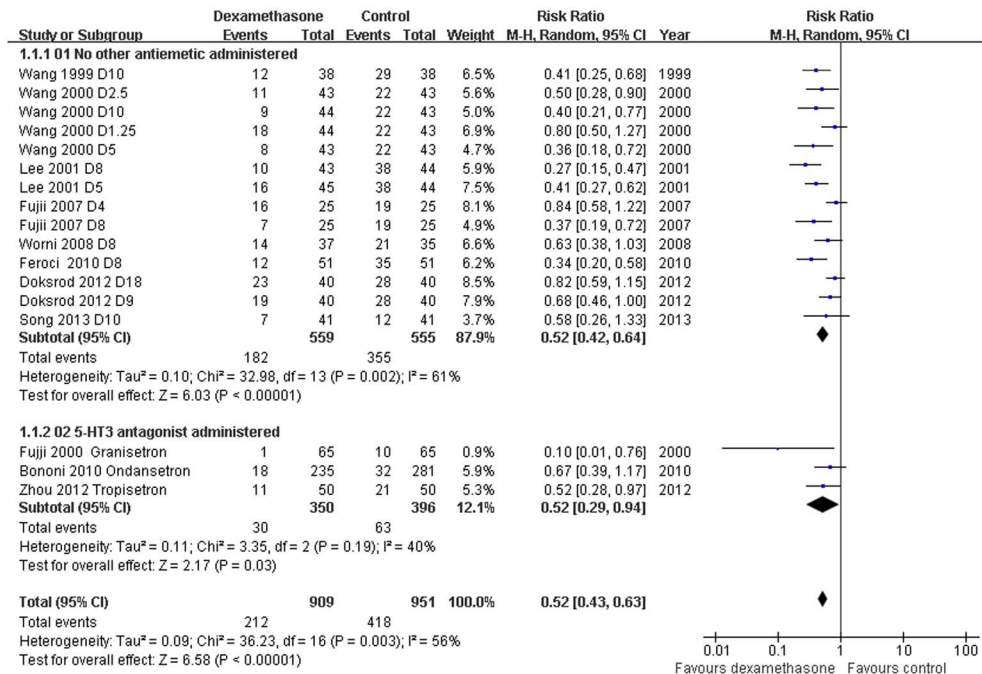 Dexamethasone Control Risk Ratio Risk Ratio
Study or Subgroup Events Total Events Total Weight M-H, Random, 95% CI Year M-H, Random, 95% CI
1.1.1 01 No other antiemetic administered
Wang 1999 D10 12 38 29 38 6.5% 0.41 [0.25, 0.68] 1999
Wang 2000 D2.5 11 43 22 43 5.6% 0.50 [0.28, 0.90] 2000
Wang 2000 D10 9 44 22 43 5.0% 0.40 [0.21, 0.77] 2000
Wang 2000 D1.25 18 44 22 43 6.9% 0.80 [0.50, 1.27] 2000
Wang 2000 D5 8 43 22 43 4.7% 0.36 [0.18, 0.72] 2000
Lee 2001 D8 10 43 38 44 6.0% 0.27 [0.15, 0.47] 2001
Lee 2001 D5 16 45 38 44 7.5% 0.41 [0.27, 0.62] 2001
Fujii 2007 D4 16 25 19 25 8.1% 0.84 [0.58, 1.22] 2007
Fujii 2007 D8 7 25 19 25 5.1% 0.37 [0.19, 0.72] 2007
Worni 2008 D8 14 37 21 35 6.6% 0.63 [0.38, 1.03] 2008
Feroci 2010 D8 12 51 35 51 6.2% 0.34 [0.20, 0.58] 2010
Doksrod 2012 D18 23 40 28 40 8.5% 0.82 [0.59, 1.15] 2012
Doksrod 2012 D9 19 40 28 40 7.9% 0.68 [0.46, 1.00] 2012
Song 2013 D10 7 41 12 41 3.7% 0.58 [0.26, 1.33] 2013
Subtotal (95% CI) 559 555 87.9% 0.52 [0.42, 0.64]
Total events 182 355
Heterogeneity: Tau² = 0.10; Chi² = 32.98, df = 13 (P = 0.002); I² = 61%
Test for overall effect: Z = 6.03 (P < 0.00001)
1.1.2 02 5-HT3 antagonist administered
Fujji 2000 Granisetron 1 65 10 65 0.9% 0.10 [0.01, 0.76] 2000
Bononi 2010 Ondansetron 18 235 32 281 5.9% 0.67 [0.39, 1.17] 2010
Zhou 2012 Tropisetron 11 50 21 50 5.3% 0.52 [0.28, 0.97] 2012
Subtotal (95% CI) 350 396 12.1% 0.52 [0.29, 0.94]
Total events 30 63
Heterogeneity: Tau² = 0.11; Chi² = 3.35, df = 2 (P = 0.19); I² = 40%
Test for overall effect: Z = 2.17 (P = 0.03)
Total (95% CI) 909 951 100.0% 0.52 [0.43, 0.63]
Total events 212 418
Heterogeneity: Tau² = 0.09; Chi² = 36.23, df = 16 (P = 0.003); I² = 56%
Test for overall effect: Z = 6.58 (P < 0.00001)
0.01 0.1 1 10 100
Favours dexamethasone Favours control